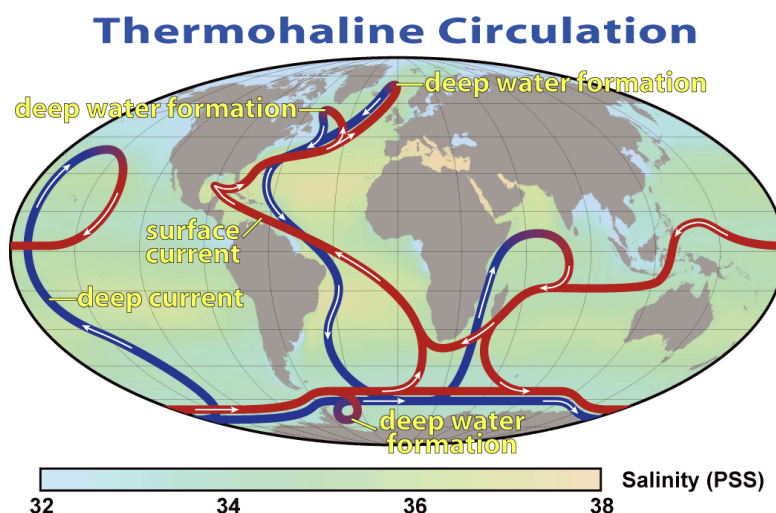 Thermohaline Circulation
deep water formation
deep water formation
surface
current
deep current
deep water
formation
Salinity (PSS)
32 34 36 38